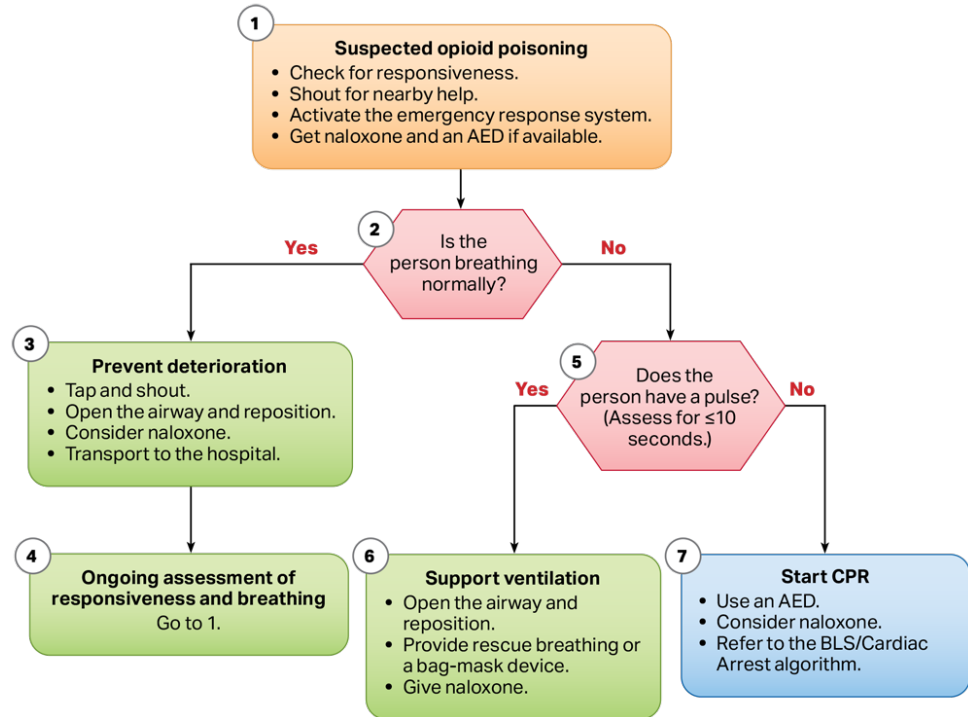 1
Suspected opioid poisoning
• Check for responsiveness.
• Shout for nearby help.
• Activate the emergency response system.
• Get naloxone and an AED if available.
2
Is the
person breathing
normally?
Yes
No
3
Prevent deterioration
• Tap and shout.
• Open the airway and reposition.
• Consider naloxone.
• Transport to the hospital.
4
Ongoing assessment of
responsiveness and breathing
Go to 1.
5
Does the
person have a pulse?
(Assess for ≤10
seconds.)
Yes
No
6
Support ventilation
• Open the airway and
reposition.
• Provide rescue breathing or
a bag-mask device.
• Give naloxone.
7
Start CPR
• Use an AED.
• Consider naloxone.
• Refer to the BLS/Cardiac
Arrest algorithm.